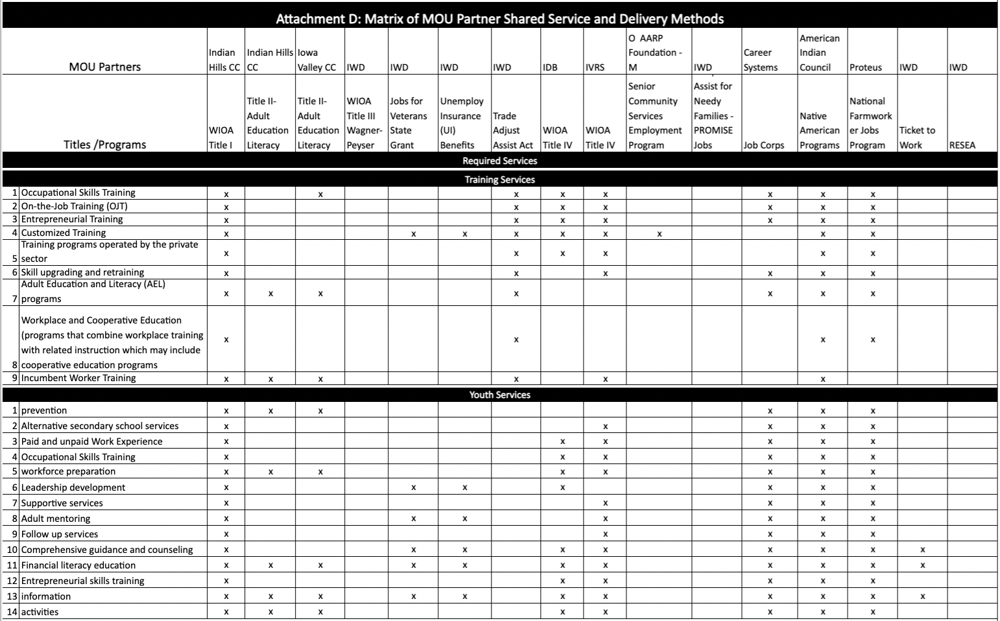 Attachment D: Matrix of MOU Partner Shared Service and Delivery Methods
MOU Partners Indian Hills CC Indian Hills CC Iowa Valley CC IWD IWD IWD IWD IDB IVRS O AARP Foundation - M IWD Career Systems American Indian Council Proteus IWD IWD
Titles /Programs WIOA Title I Title II- Adult Education Literacy Title II- Adult Education Literacy WIOA Title III Wagner- Peyser Jobs for Veterans State Grant Unemploy Insurance (UI) Benefits Trade Adjust Assist Act WIOA Title IV WIOA Title IV Senior Community Services Employment Program Assist for Needy Families - PROMISE Jobs Job Corps Native American Programs National Farmwork er Jobs Program Ticket to Work RESEA
Required Services
Training Services
1 Occupational Skills Training x x x x x x x x
2 On-the-Job Training (OJT) x x x x x x x
3 Entrepreneurial Training x x x x x x x
4 Customized Training x x x x x x x x x
Training programs operated by the private
5 sector x x x x x x
6 Skill upgrading and retraining x x x x x x
Adult Education and Literacy (AEL)
7 programs x x x x x x x
Workplace and Cooperative Education
(programs that combine workplace training
with related instruction which may include
8 cooperative education programs x x x x
9 Incumbent Worker Training x x x x x x
Youth Services
1 prevention x x x x x x
2 Alternative secondary school services x x x x x
3 Paid and unpaid Work Experience x x x x x x
4 Occupational Skills Training x x x x x x
5 workforce preparation x x x x x x x x
6 Leadership development x x x x x x x
7 Supportive services x x x x x
8 Adult mentoring x x x x x x x
9 Follow up services x x x x x
10 Comprehensive guidance and counseling x x x x x x x x x
11 Financial literacy education x x x x x x x x x x x
12 Entrepreneurial skills training x x x x x x
13 information x x x x x x x x x x x
14 activities x x x x x x x x